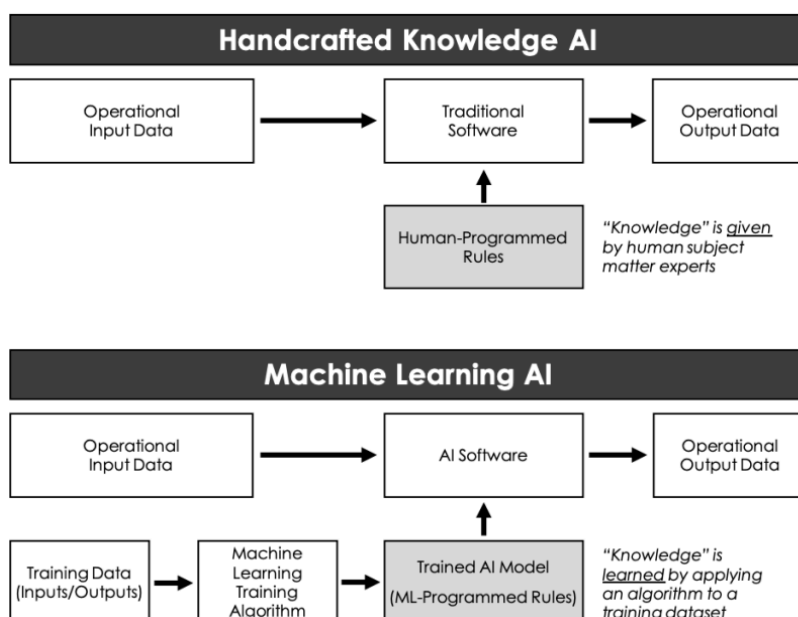 Handcrafted Knowledge AI
Operational
Input Data
Traditional
Software
Operational
Output Data
Human-Programmed
Rules
“Knowledge” is given
by human subject
matter experts
Machine Learning AI
Operational
Input Data
AI Software
Operational
Output Data
Training Data
(Inputs/Outputs)
Machine
Learning
Training
Algorithm
Trained AI Model
(ML-Programmed Rules)
“Knowledge” is
learned by applying
an algorithm to a
training dataset